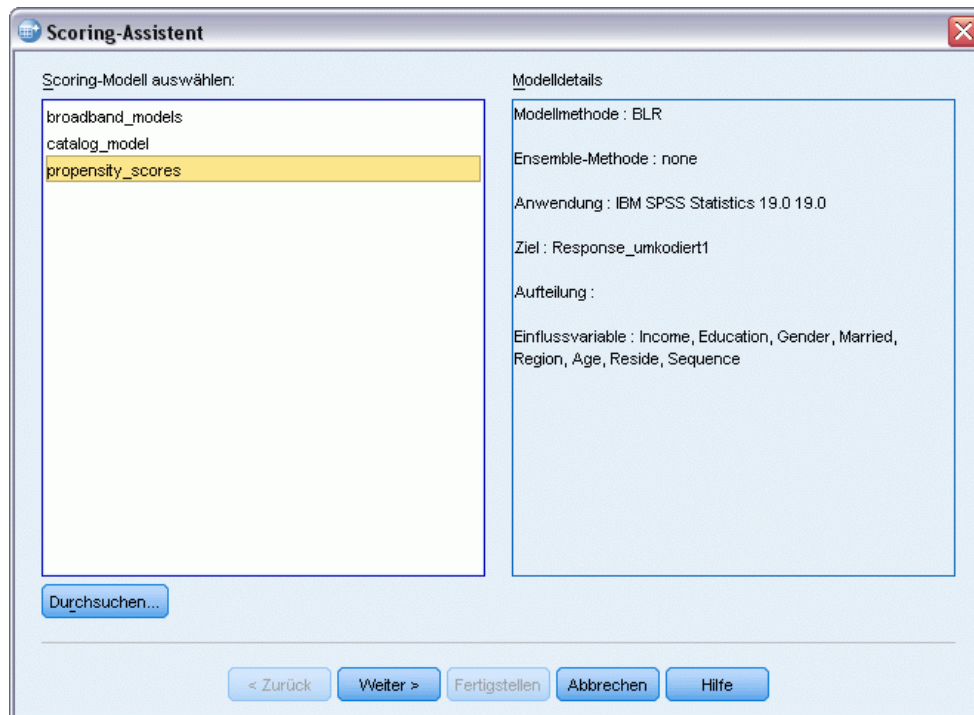 Scoring-Assistent
Scoring-Modell auswählen:
broadband_models
catalog_model
propensity_scores
Durchsuchen...
Modelldetails
Modellmethode : BLR
Ensemble-Methode : none
Anwendung : IBM SPSS Statistics 19.0 19.0
Ziel : Response_umkodiert1
Aufteilung :
Einflussvariable : Income, Education, Gender, Married,
Region, Age, Reside, Sequence
< Zurück
Weiter >
Fertigstellen
Abbrechen
Hilfe